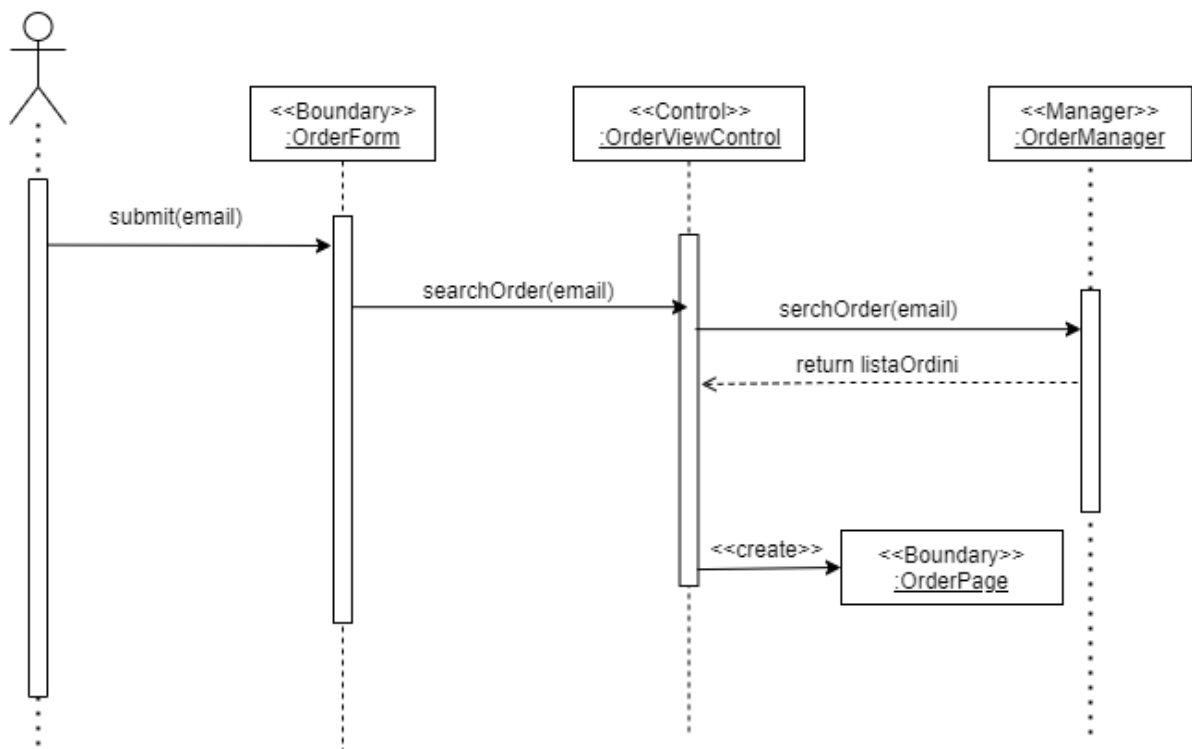 <<Boundary>>
:OrderForm
<<Control>>
:OrderViewControl
<<Manager>>
:OrderManager
submit(email)
searchOrder(email)
serchOrder(email)
return listaOrdini
<<create>>
<<Boundary>>
:OrderPage